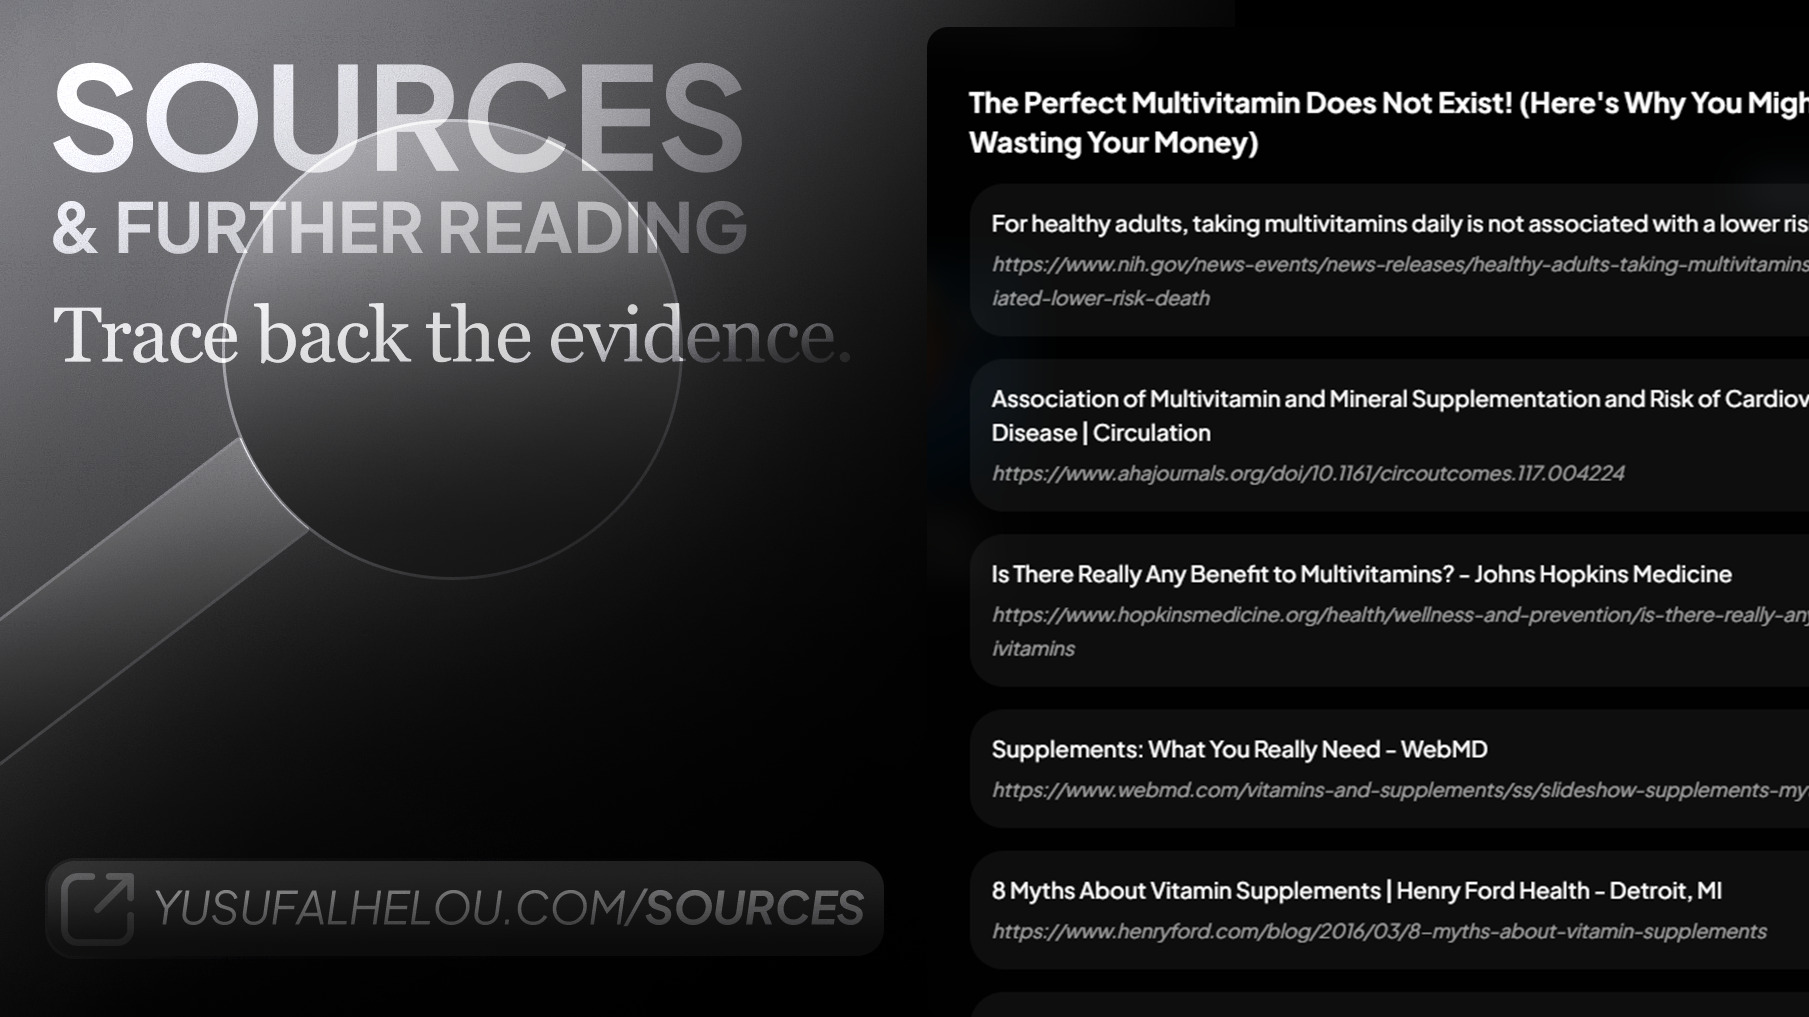 SOURCES
& FURTHER READING
Trace back the evidence.
YUSUFALHELOU.COM/SOURCES
The Perfect Multivitamin Does Not Exist! (Here's Why You Migh
Wasting Your Money)
For healthy adults, taking multivitamins daily is not associated with a lower ris
https://www.nih.gov/news-events/news-releases/healthy-adults-taking-multivitamins
iated-lower-risk-death
Association of Multivitamin and Mineral Supplementation and Risk of Cardiov
Disease | Circulation
https://www.ahajournals.org/doi/10.1161/circoutcomes.117.004224
Is There Really Any Benefit to Multivitamins? - Johns Hopkins Medicine
https://www.hopkinsmedicine.org/health/wellness-and-prevention/is-there-really-any
ivitamins
Supplements: What You Really Need - WebMD
https://www.webmd.com/vitamins-and-supplements/ss/slideshow-supplements-my
8 Myths About Vitamin Supplements | Henry Ford Health - Detroit, MI
https://www.henryford.com/blog/2016/03/8-myths-about-vitamin-supplements